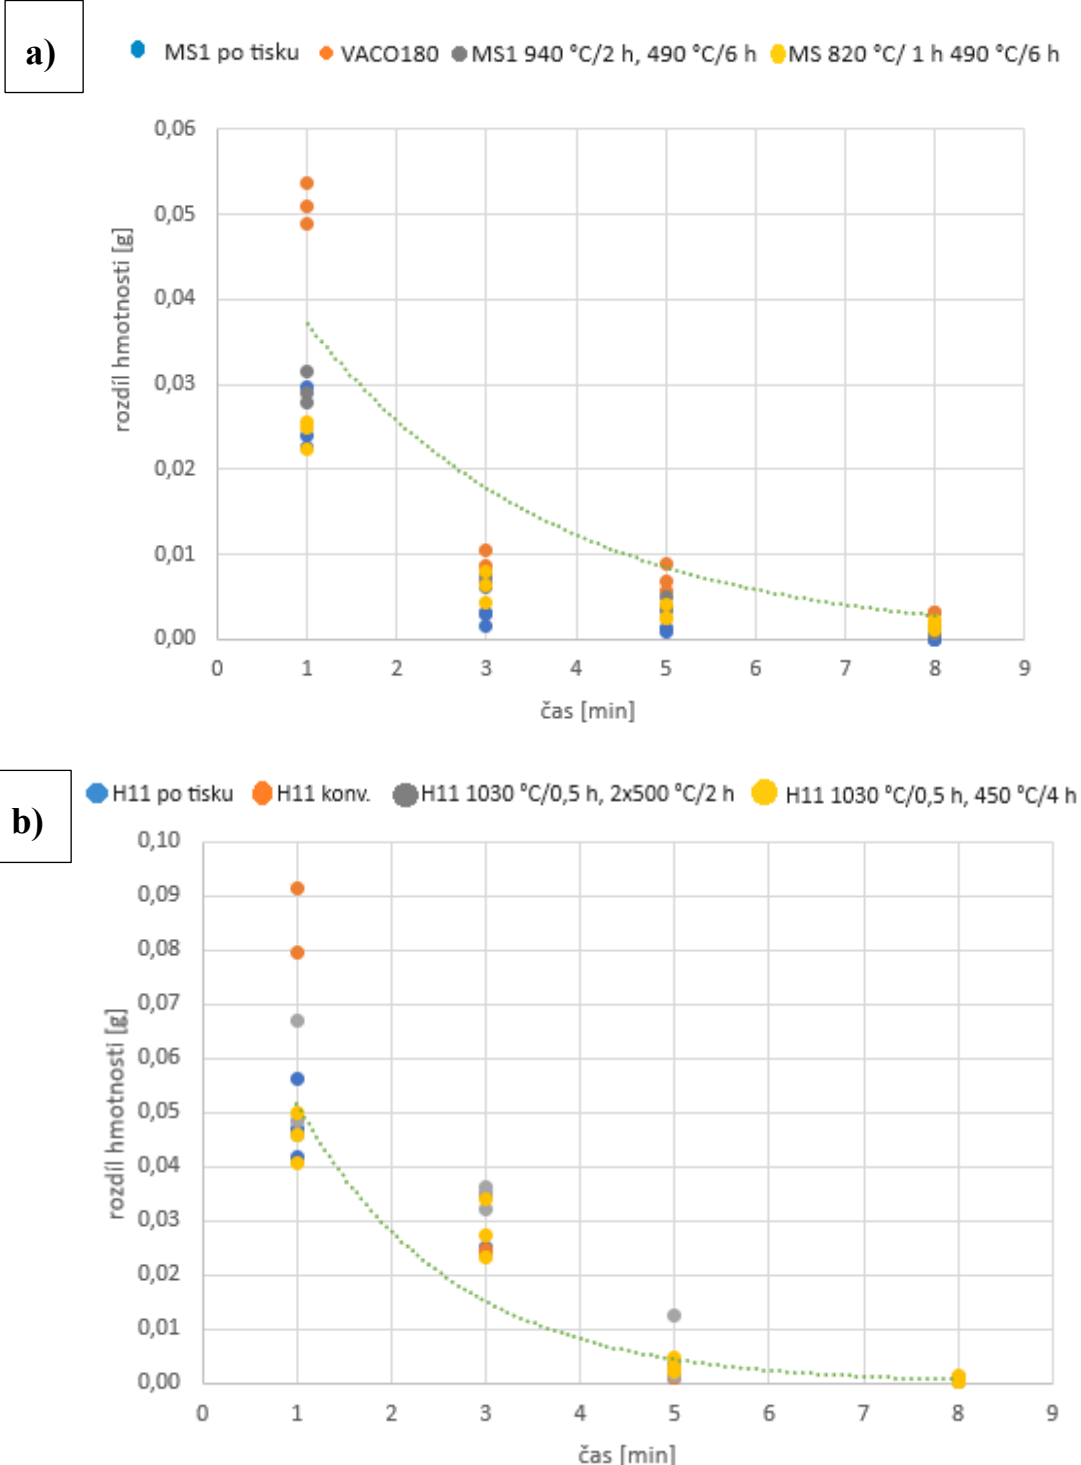 a)
MS1 po tisku VACO180 MS1 940 °C/2 h, 490 °C/6 h MS 820 °C/ 1 h 490 °C/6 h
0,06
0,05
0,04
0,03
0,02
0,01
0,00
rozdíl hmotnosti [g]
0 1 2 3 4 5 6 7 8 9
čas [min]
b)
H11 po tisku H11 konv. H11 1030 °C/0,5 h, 2x500 °C/2 h H11 1030 °C/0,5 h, 450 °C/4 h
0,10
0,09
0,08
0,07
0,06
0,05
0,04
0,03
0,02
0,01
0,00
rozdíl hmotnosti [g]
0 1 2 3 4 5 6 7 8 9
čas [min]